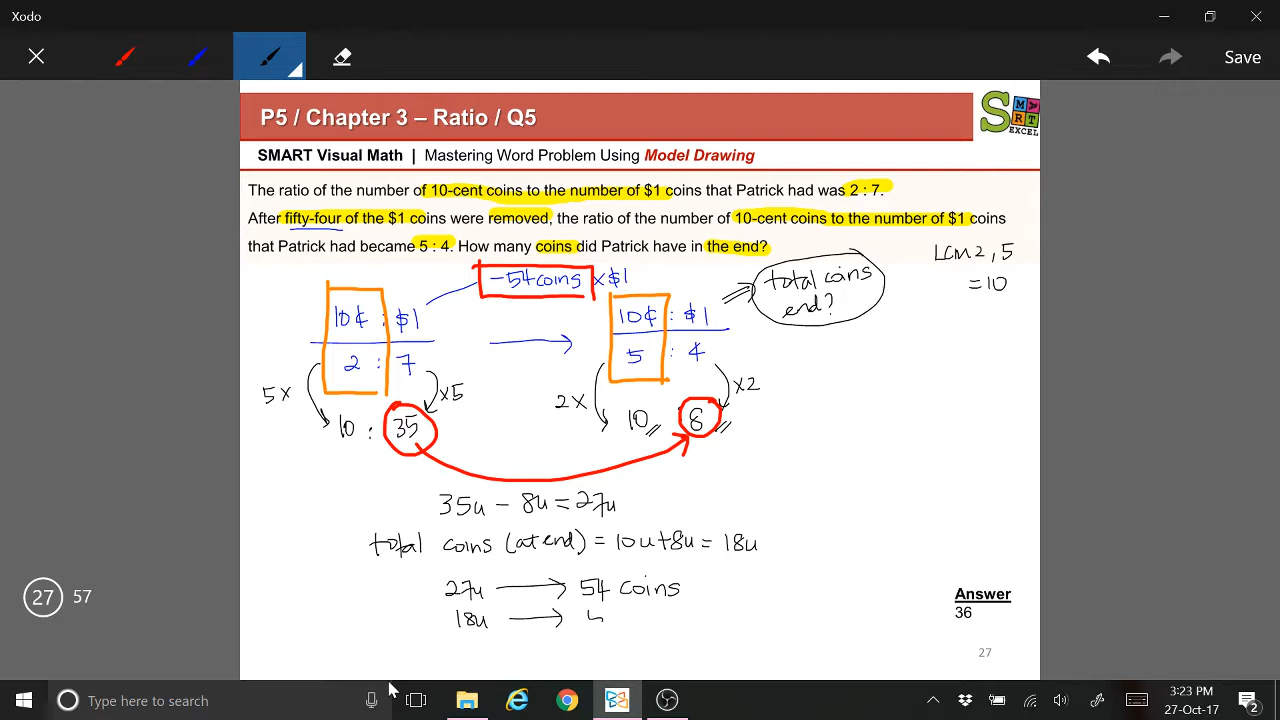 Xodo
Save
P5 / Chapter 3 – Ratio / Q5
S MART EXCEL
SMART Visual Math | Mastering Word Problem Using Model Drawing
The ratio of the number of 10-cent coins to the number of $1 coins that Patrick had was 2 : 7.
After fifty-four of the $1 coins were removed, the ratio of the number of 10-cent coins to the number of $1 coins
that Patrick had became 5 : 4. How many coins did Patrick have in the end?
LCM 2, 5
= 10
-54 coins x $1
total coins end?
10¢ : $1
10¢ : $1
2 : 7
5 : 4
5x
x5
2x
x2
10 : 35
10 8
35u - 8u = 27u
total coins (at end) = 10u + 8u = 18u
27u → 54 coins
18u →
27 57
Answer
36
27
Type here to search
3:23 PM
27-Oct-17
2